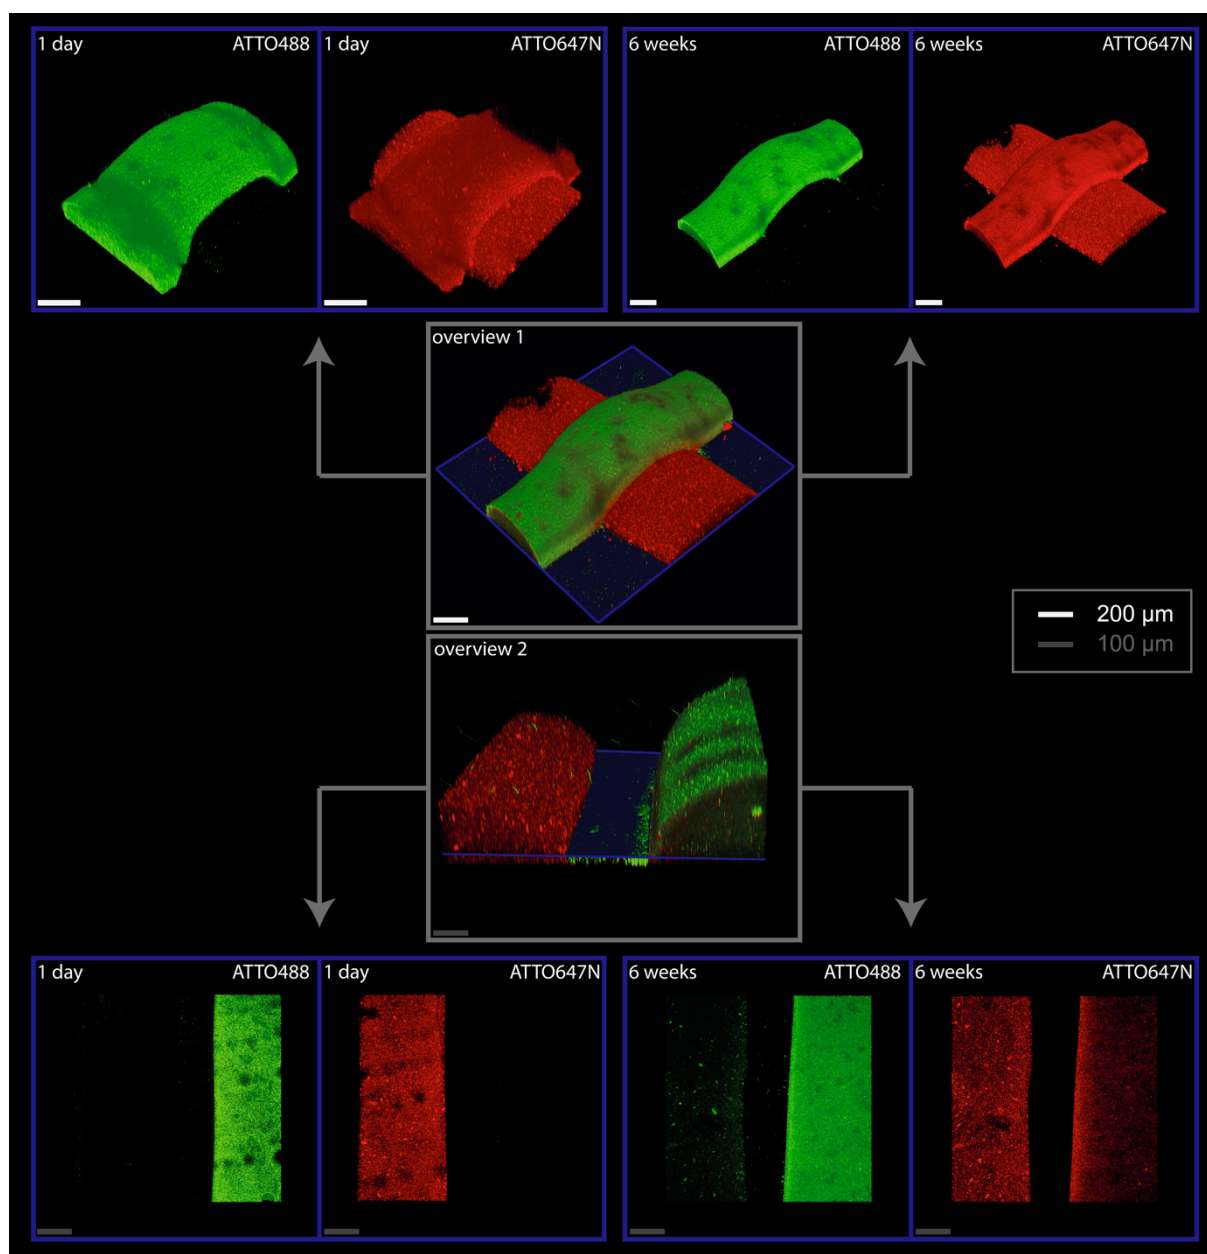 1 day ATTO488 1 day ATTO647N 6 weeks ATTO488 6 weeks ATTO647N
overview 1
200 µm
100 µm
overview 2
1 day ATTO488 1 day ATTO647N 6 weeks ATTO488 6 weeks ATTO647N